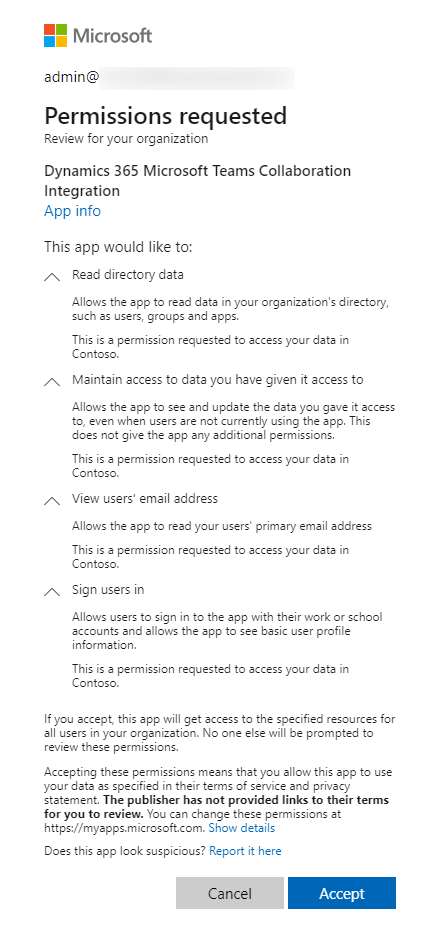 Microsoft
admin@
Permissions requested
Review for your organization
Dynamics 365 Microsoft Teams Collaboration
Integration
App info
This app would like to:
Read directory data
Allows the app to read data in your organization's directory,
such as users, groups and apps.
This is a permission requested to access your data in
Contoso.
Maintain access to data you have given it access to
Allows the app to see and update the data you gave it access
to, even when users are not currently using the app. This
does not give the app any additional permissions.
This is a permission requested to access your data in
Contoso.
View users' email address
Allows the app to read your users' primary email address
This is a permission requested to access your data in
Contoso.
Sign users in
Allows users to sign in to the app with their work or school
accounts and allows the app to see basic user profile
information.
This is a permission requested to access your data in
Contoso.
If you accept, this app will get access to the specified resources for
all users in your organization. No one else will be prompted to
review these permissions.
Accepting these permissions means that you allow this app to use
your data as specified in their terms of service and privacy
statement. The publisher has not provided links to their terms
for you to review. You can change these permissions at
https://myapps.microsoft.com. Show details
Does this app look suspicious? Report it here
Cancel Accept